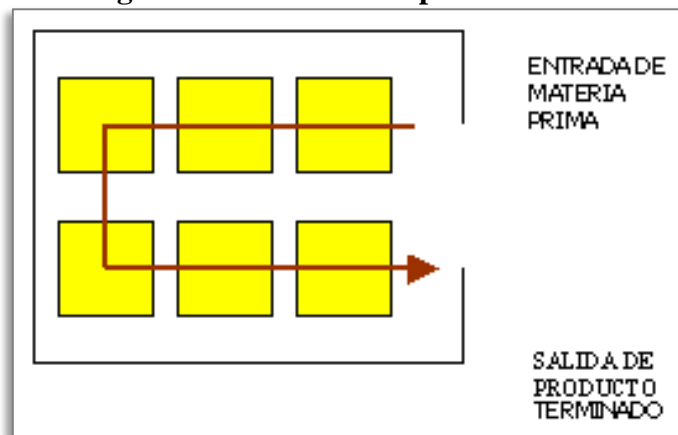 ENTRADA DE
MATERIA
PRIMA
SALIDA DE
PRODUCTO
TERMINADO